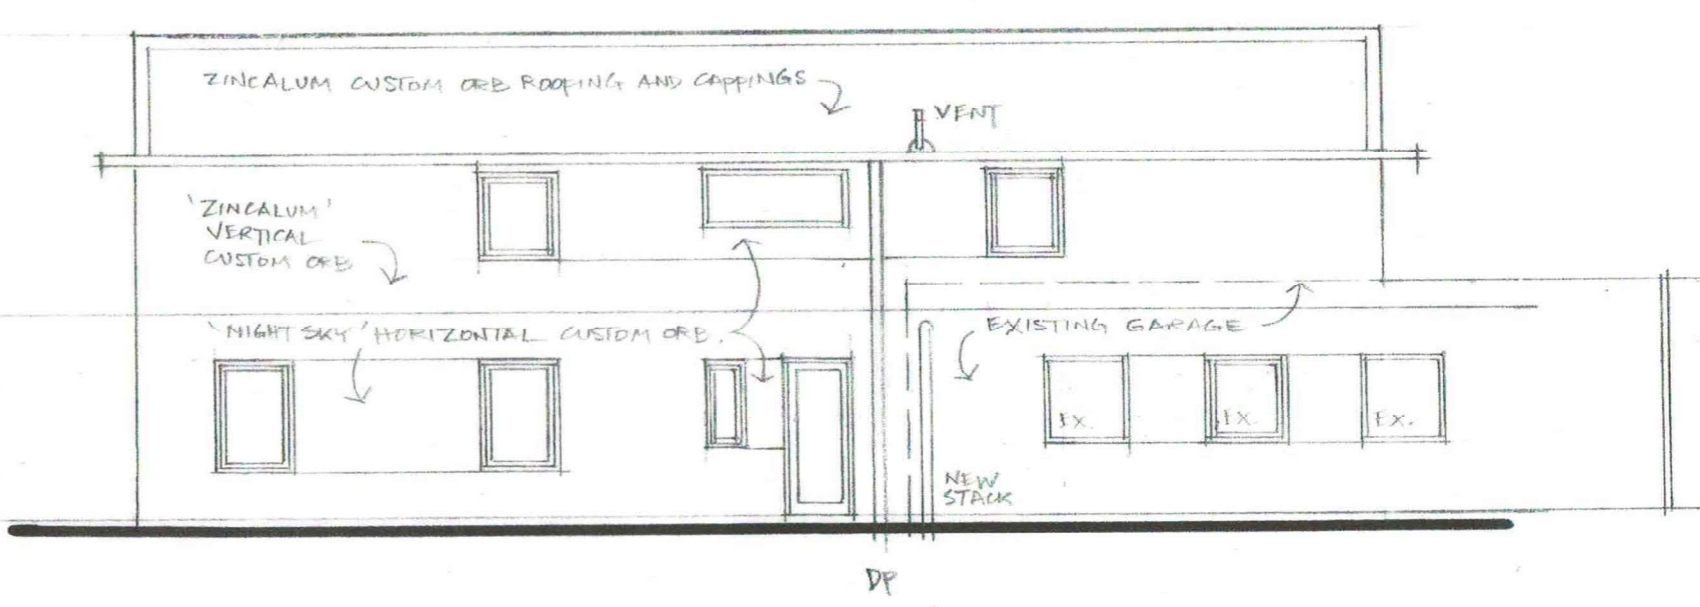 ZINCALUM CUSTOM ORB ROOFING AND CAPPINGS
VENT
'ZINCALUM'
VERTICAL
CUSTOM ORB
'NIGHT SKY' HORIZONTAL CUSTOM ORB.
EXISTING GARAGE
EX.
EX.
EX.
NEW
STACK
DP